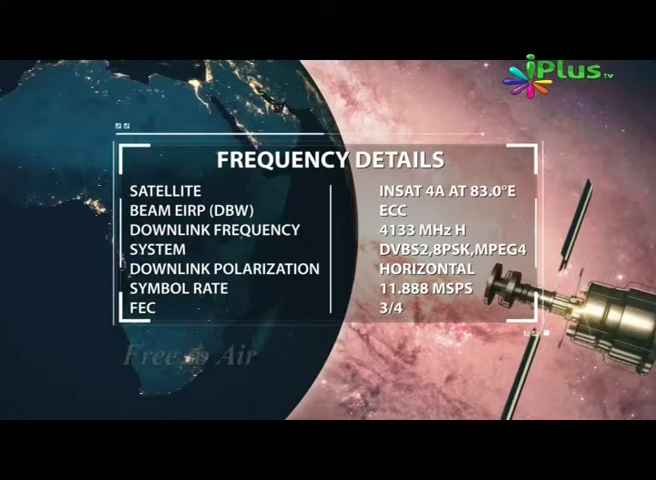 iPlus tv
FREQUENCY DETAILS
SATELLITE INSAT 4A AT 83.0°E
BEAM EIRP (DBW) ECC
DOWNLINK FREQUENCY 4133 MHz H
SYSTEM DVBS2,8PSK,MPEG4
DOWNLINK POLARIZATION HORIZONTAL
SYMBOL RATE 11.888 MSPS
FEC 3/4
Free to Air